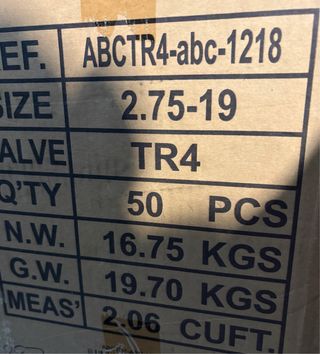 EF. ABCTR4-abc-1218
SIZE 2.75-19
ALVE TR4
Q'TY 50 PCS
N.W. 16.75 KGS
G.W. 19.70 KGS
MEAS' 2.06 CUFT.